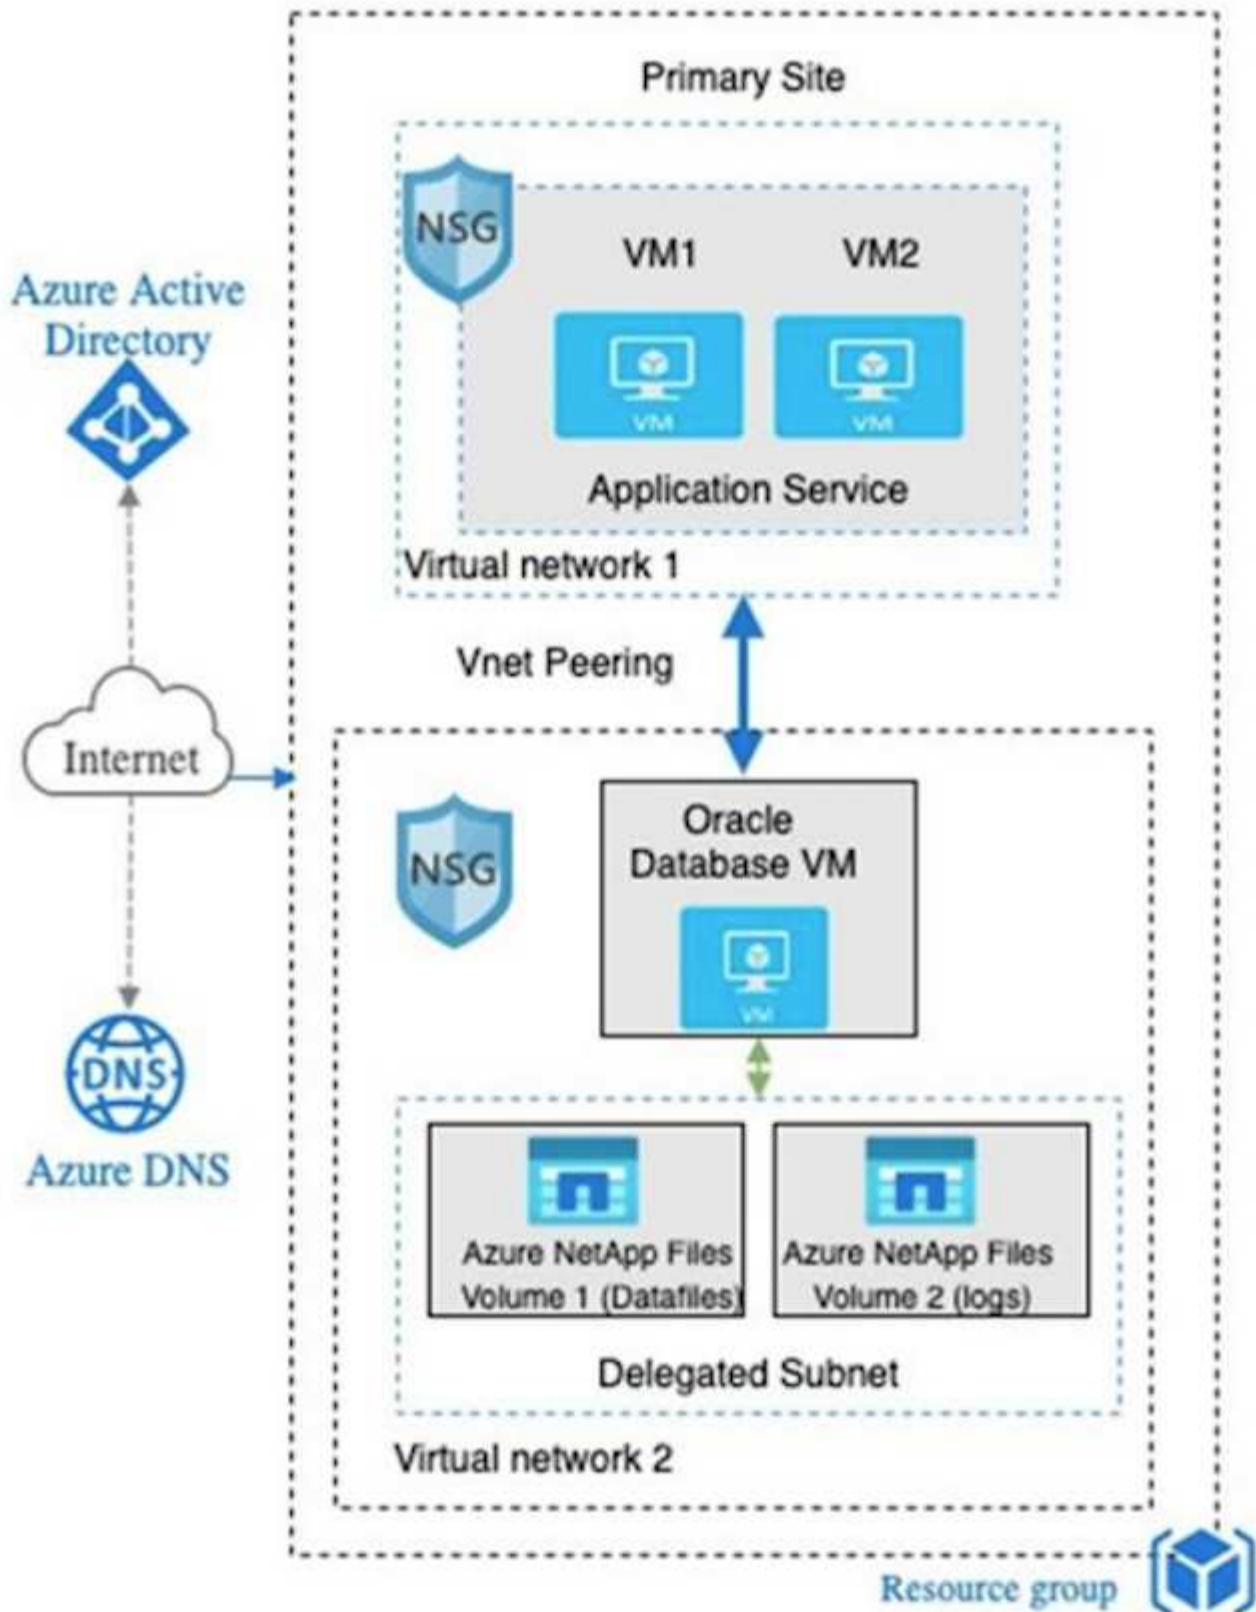 Primary Site
NSG
VM1
VM2
VM
VM
Application Service
Virtual network 1
Azure Active
Directory
Vnet Peering
Internet
NSG
Oracle
Database VM
VM
DNS
Azure DNS
Azure NetApp Files
Volume 1 (Datafiles)
Azure NetApp Files
Volume 2 (logs)
Delegated Subnet
Virtual network 2
Resource group